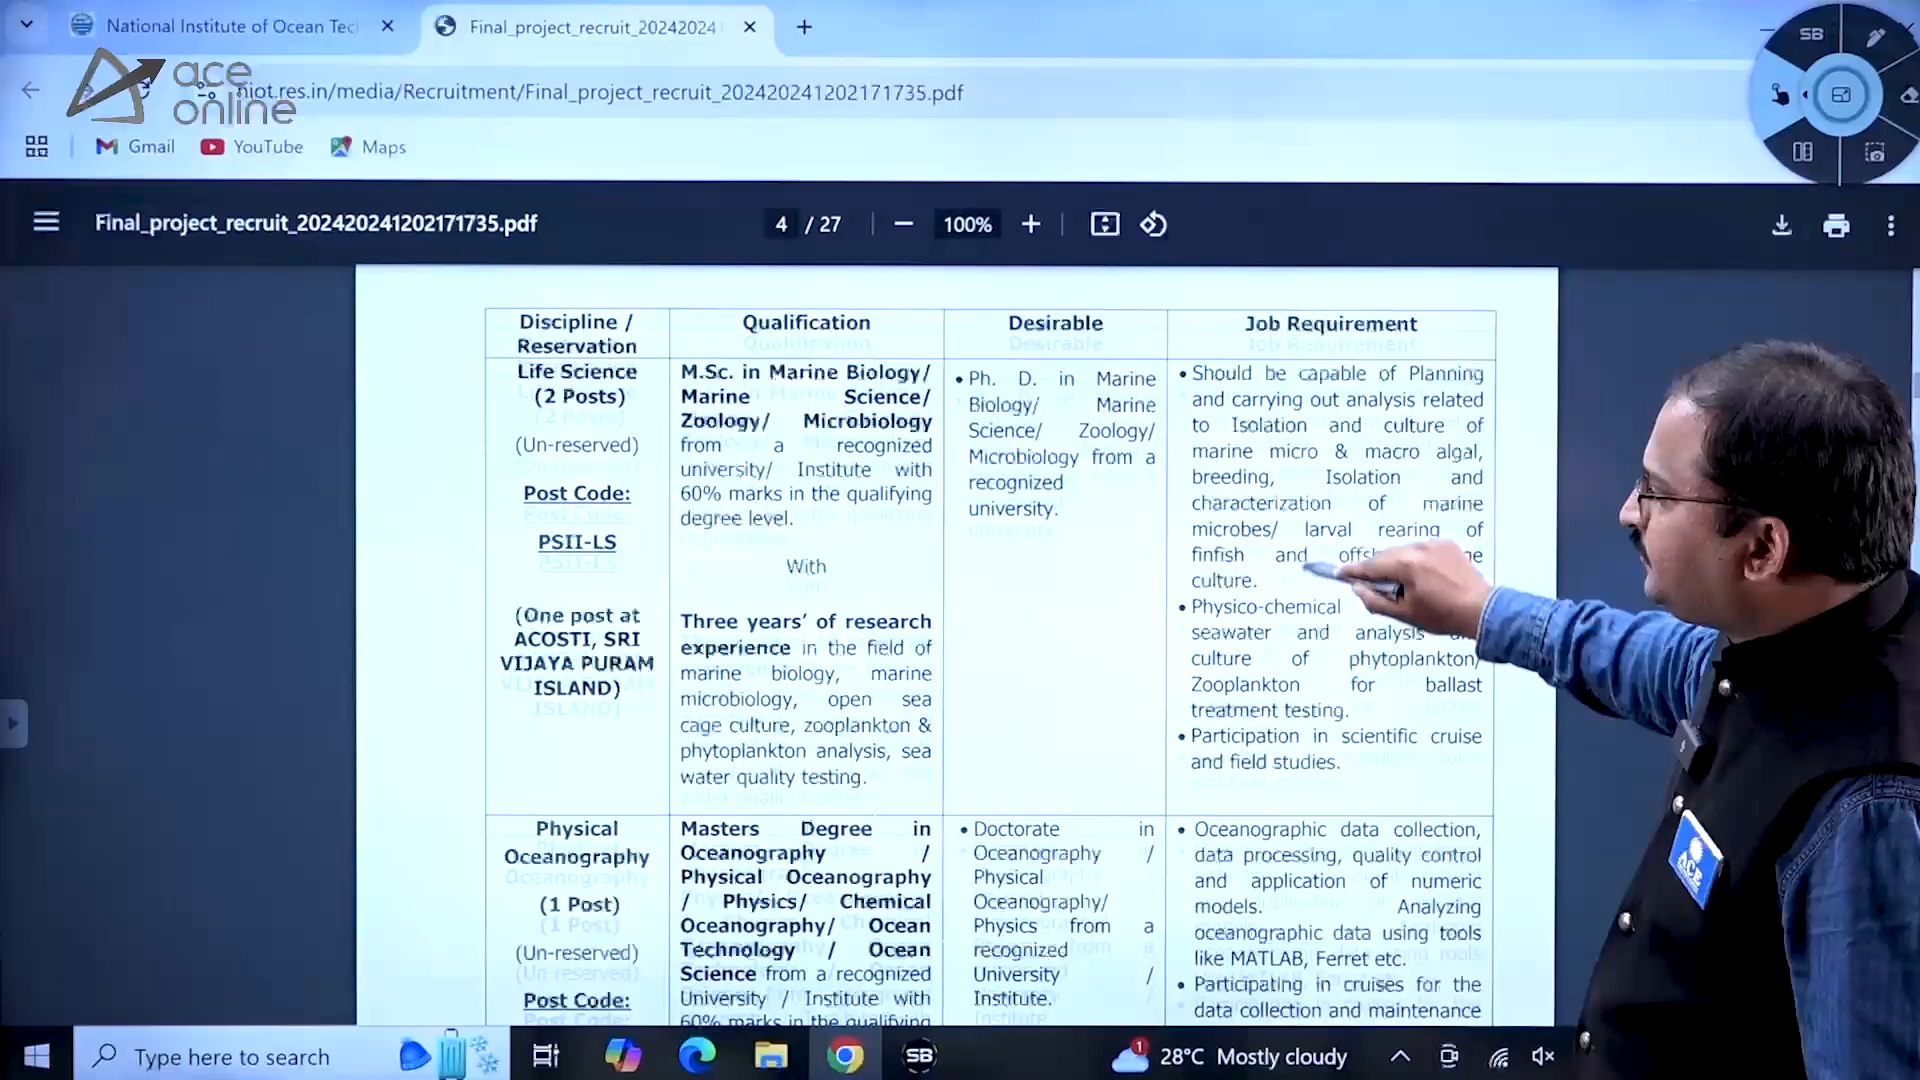 National Institute of Ocean Tec
Final_project_recruit_20242024
SB
ace
online
niot.res.in/media/Recruitment/Final_project_recruit_202420241202171735.pdf
Gmail
YouTube
Maps
Final_project_recruit_202420241202171735.pdf
4 / 27
100%
Discipline /
Reservation
Qualification
Desirable
Job Requirement
Life Science
(2 Posts)
(Un-reserved)
Post Code:
PSII-LS
(One post at
ACOSTI, SRI
VIJAYA PURAM
ISLAND)
M.Sc. in Marine Biology/
Marine Science/
Zoology/ Microbiology
from a recognized
university/ Institute with
60% marks in the qualifying
degree level.
With
Three years’ of research
experience in the field of
marine biology, marine
microbiology, open sea
cage culture, zooplankton &
phytoplankton analysis, sea
water quality testing.
• Ph. D. in Marine
Biology/ Marine
Science/ Zoology/
Microbiology from a
recognized
university.
• Should be capable of Planning
and carrying out analysis related
to Isolation and culture of
marine micro & macro algal,
breeding, Isolation and
characterization of marine
microbes/ larval rearing of
finfish and
culture.
• Physico-chemical
seawater and analysis
culture of phytoplankton/
Zooplankton for ballast
treatment testing.
• Participation in scientific cruise
and field studies.
Physical
Oceanography
(1 Post)
(Un-reserved)
Post Code:
Masters Degree in
Oceanography /
Physical Oceanography
/ Physics/ Chemical
Oceanography/ Ocean
Technology / Ocean
Science from a recognized
University / Institute with
60% marks in the qualifying
• Doctorate in
Oceanography /
Physical
Oceanography/
Physics from a
recognized
University /
Institute.
• Oceanographic data collection,
data processing, quality control
and application of numeric
models. Analyzing
oceanographic data using tools
like MATLAB, Ferret etc.
• Participating in cruises for the
data collection and maintenance
ACE
Type here to search
SB
1
28°C Mostly cloudy